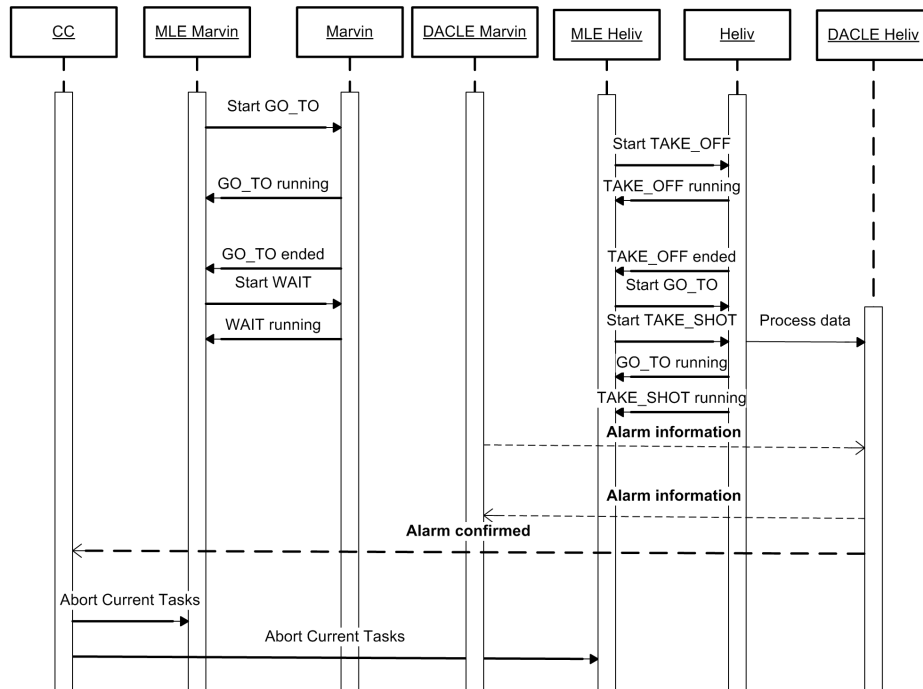 CC
MLE Marvin
Marvin
DACLE Marvin
MLE Heliv
Heliv
DACLE Heliv
Start GO_TO
Start TAKE_OFF
GO_TO running
TAKE_OFF running
GO_TO ended
TAKE_OFF ended
Start WAIT
Start GO_TO
WAIT running
Start TAKE_SHOT
Process data
GO_TO running
TAKE_SHOT running
Alarm information
Alarm information
Alarm confirmed
Abort Current Tasks
Abort Current Tasks